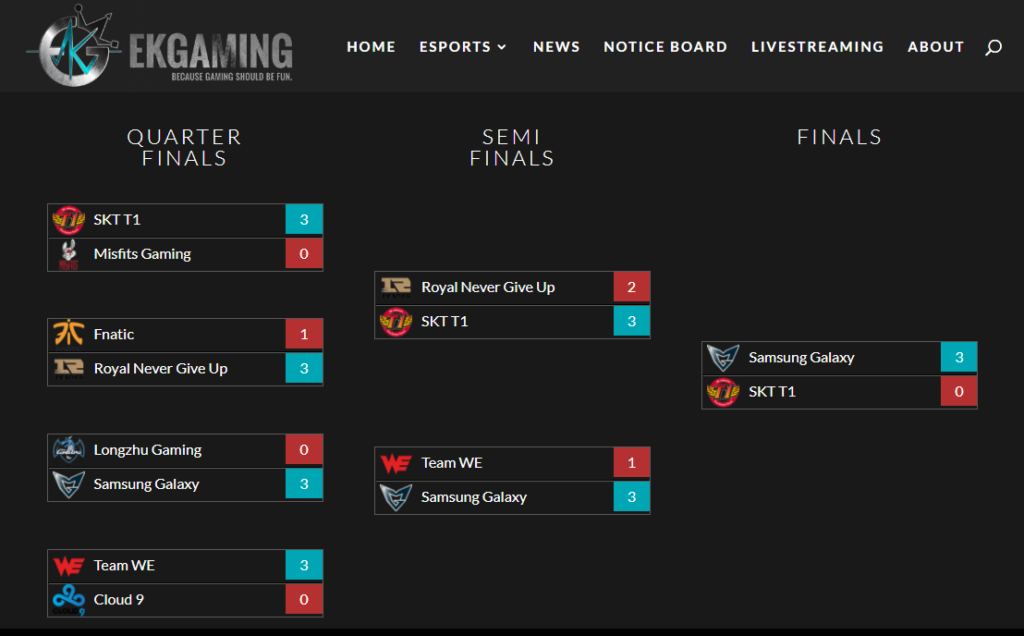 EKGAMING
BECAUSE GAMING SHOULD BE FUN.
HOME ESPORTS NEWS NOTICE BOARD LIVESTREAMING ABOUT
QUARTER
FINALS
SEMI
FINALS
FINALS
SKT T1 3
Misfits Gaming 0
Fnatic 1
Royal Never Give Up 3
Longzhu Gaming 0
Samsung Galaxy 3
Team WE 3
Cloud 9 0
Royal Never Give Up 2
SKT T1 3
Team WE 1
Samsung Galaxy 3
Samsung Galaxy 3
SKT T1 0